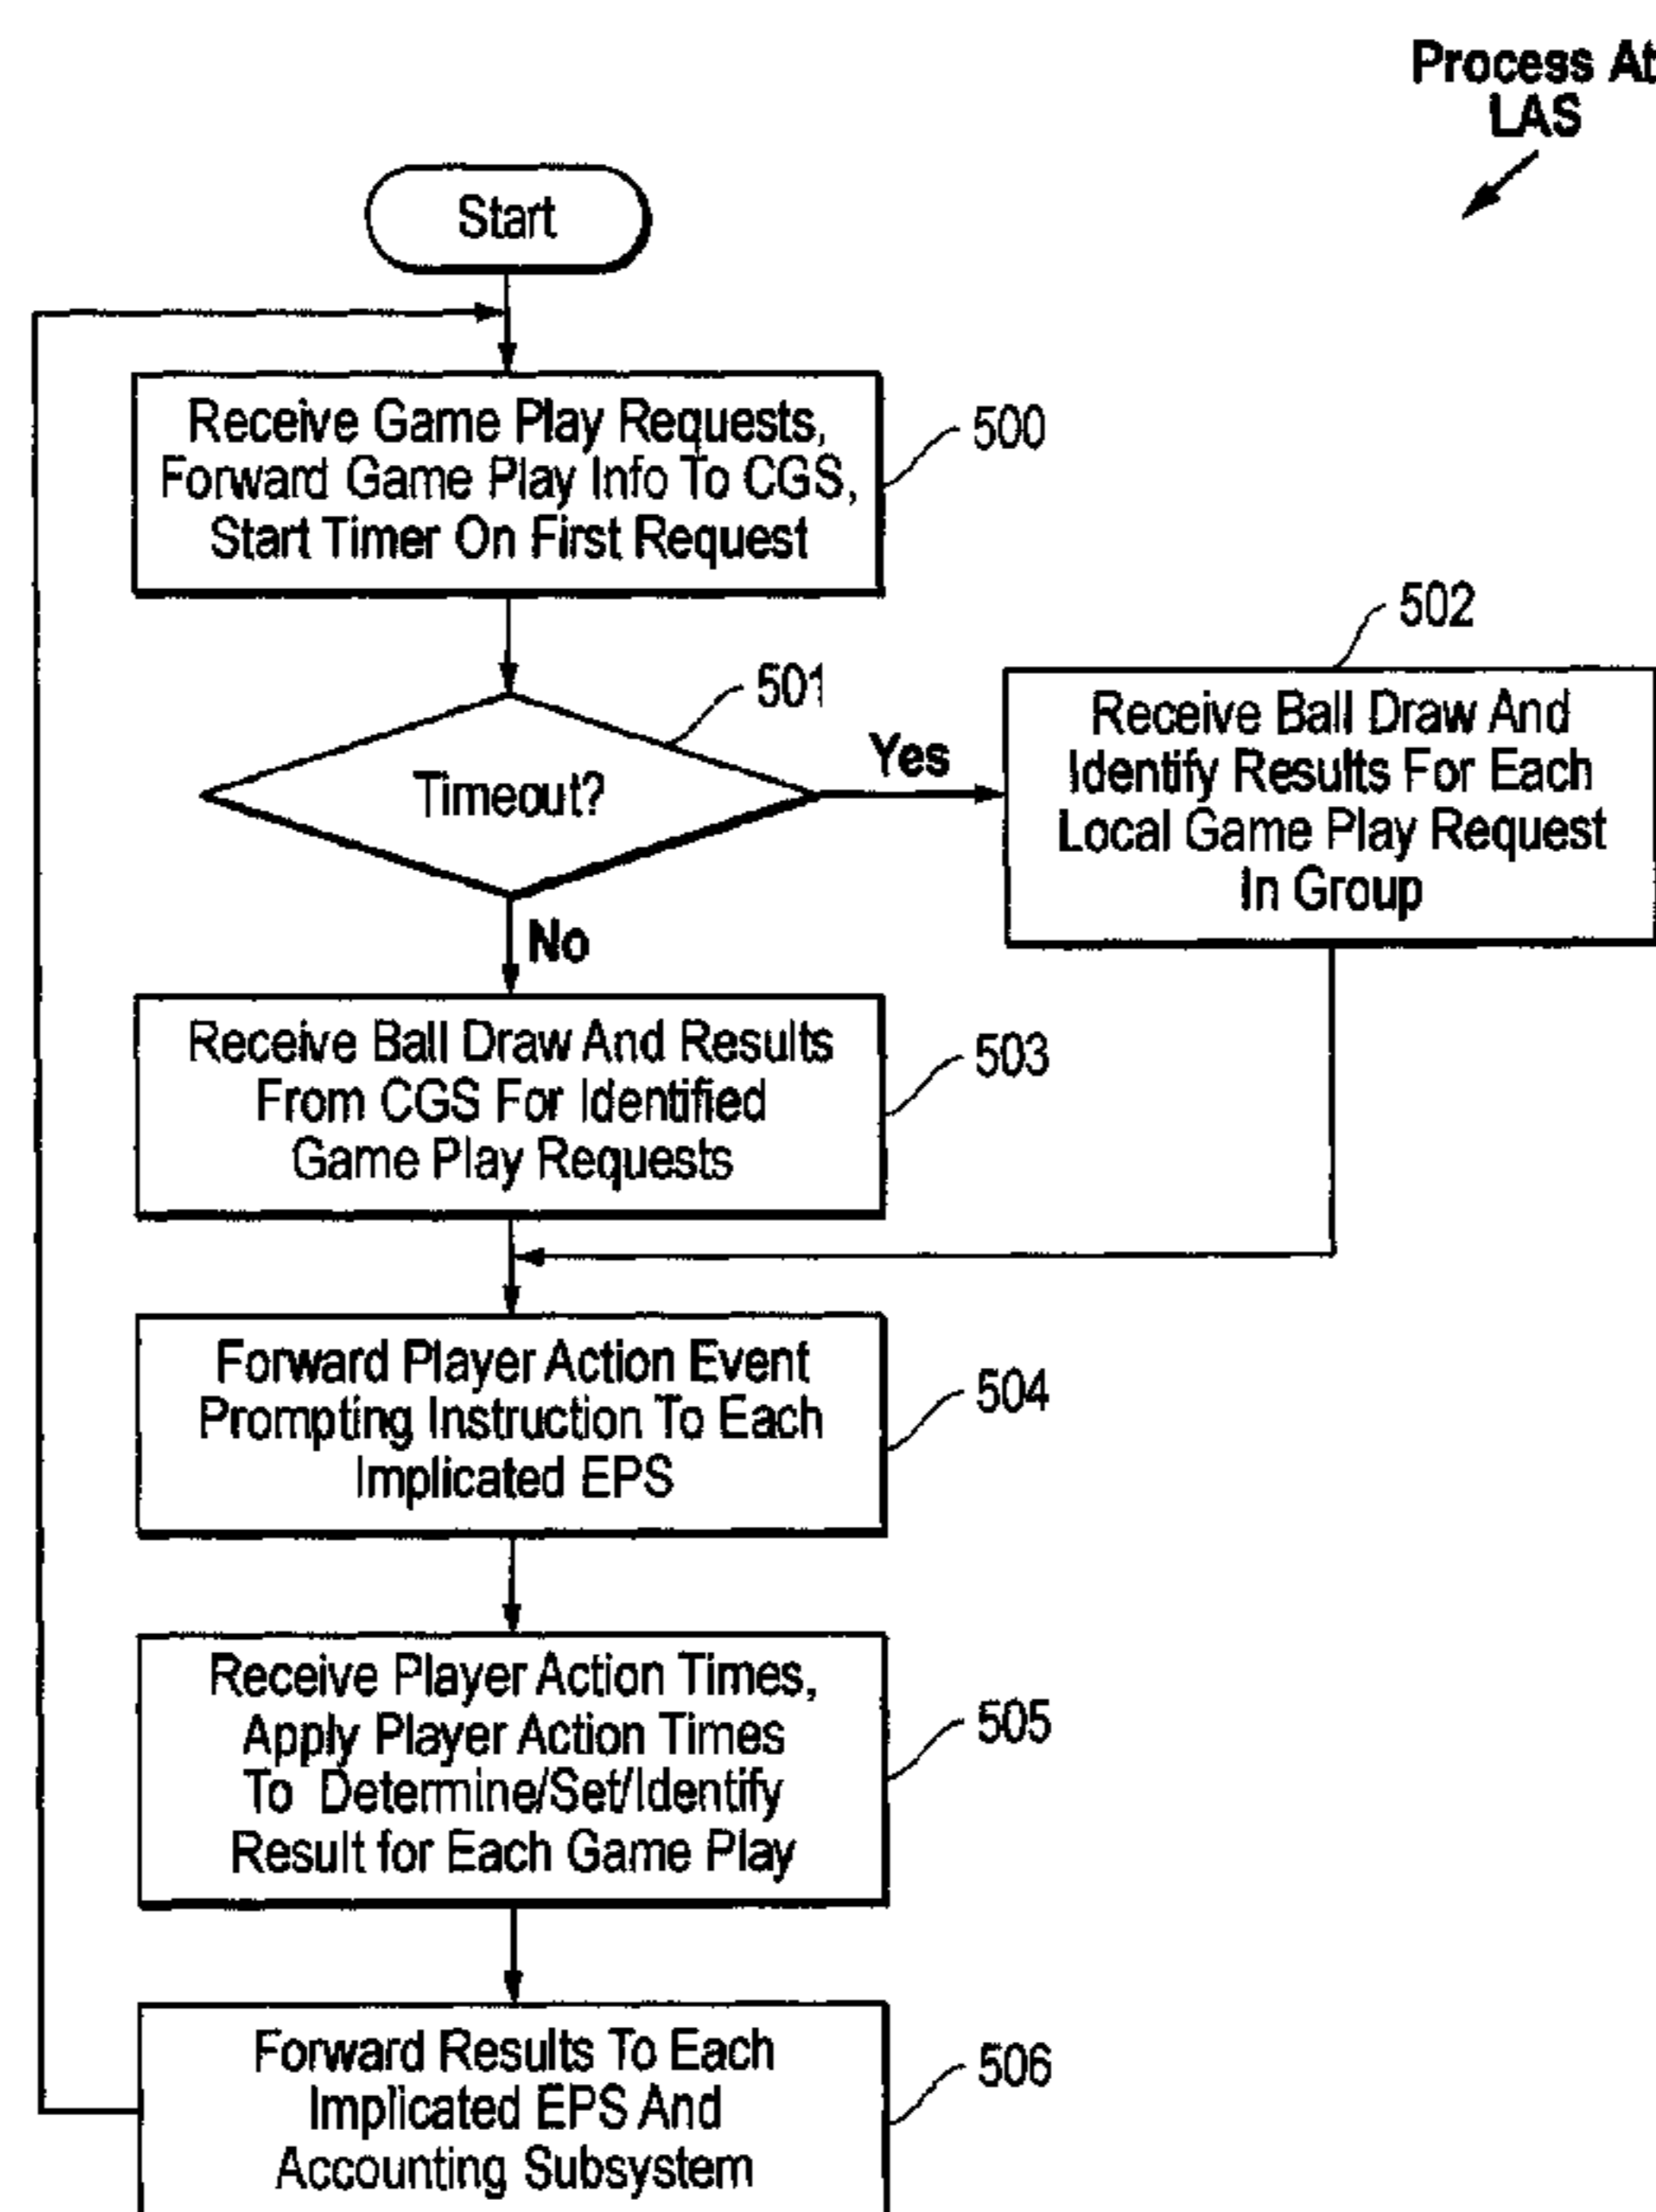 Process At
LAS
Start
Receive Game Play Requests,
Forward Game Play Info To CGS,
Start Timer On First Request
500
501
Timeout?
Yes
502
Receive Ball Draw And
Identify Results For Each
Local Game Play Request
In Group
No
Receive Ball Draw And Results
From CGS For Identified
Game Play Requests
503
Forward Player Action Event
Prompting Instruction To Each
Implicated EPS
504
Receive Player Action Times,
Apply Player Action Times
To Determine/Set/Identify
Result for Each Game Play
505
Forward Results To Each
Implicated EPS And
Accounting Subsystem
506